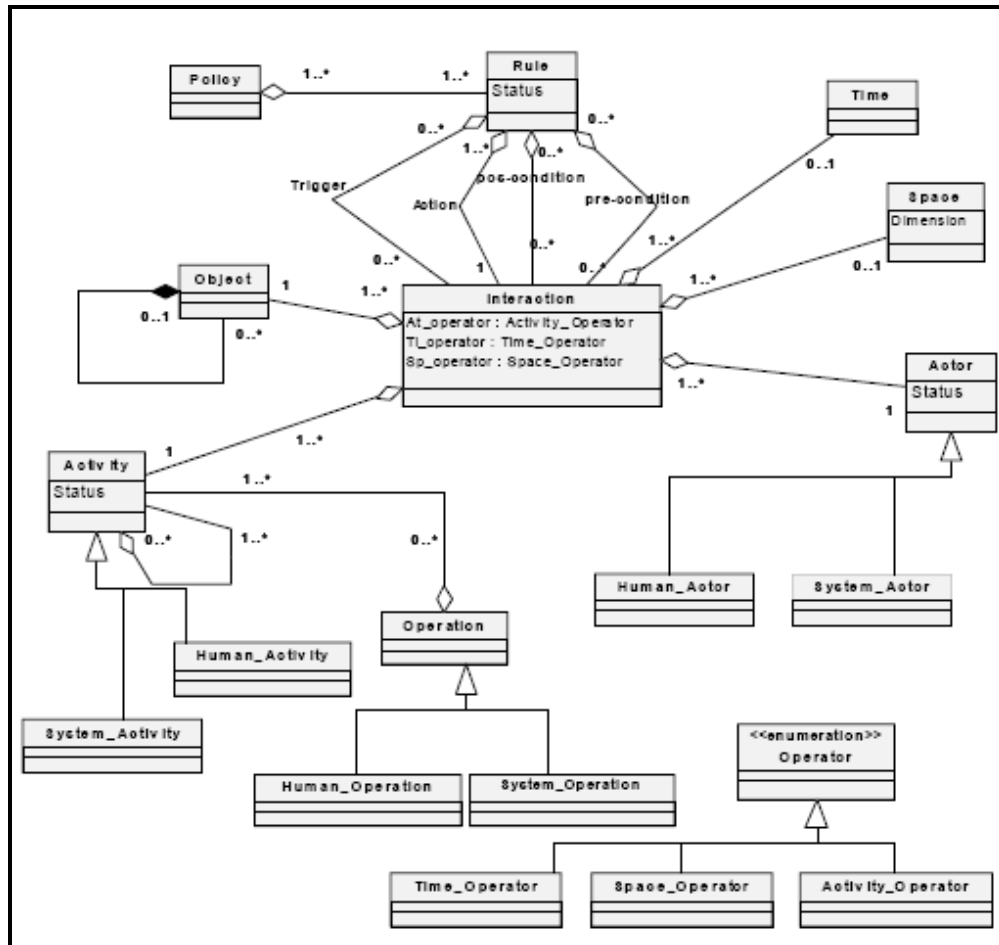 Policy
1..*
1..*
Rule
Status
Time
0..*
1..*
0..*
0..*
0..1
Trigger
Action
pos-condition
pre-condition
Space
Dimension
1..*
0..*
0..*
1
0..*
1..*
0..1
Object
1
1..*
0..1
0..*
Interaction
At_operator : Activity_Operator
Ti_operator : Time_Operator
Sp_operator : Space_Operator
1..*
1
Actor
Status
1
1..*
Activity
Status
1..*
0..*
1..*
0..*
Human_Actor
System_Actor
Operation
Human_Activity
System_Activity
Human_Operation
System_Operation
<<enumeration>>
Operator
Time_Operator
Space_Operator
Activity_Operator